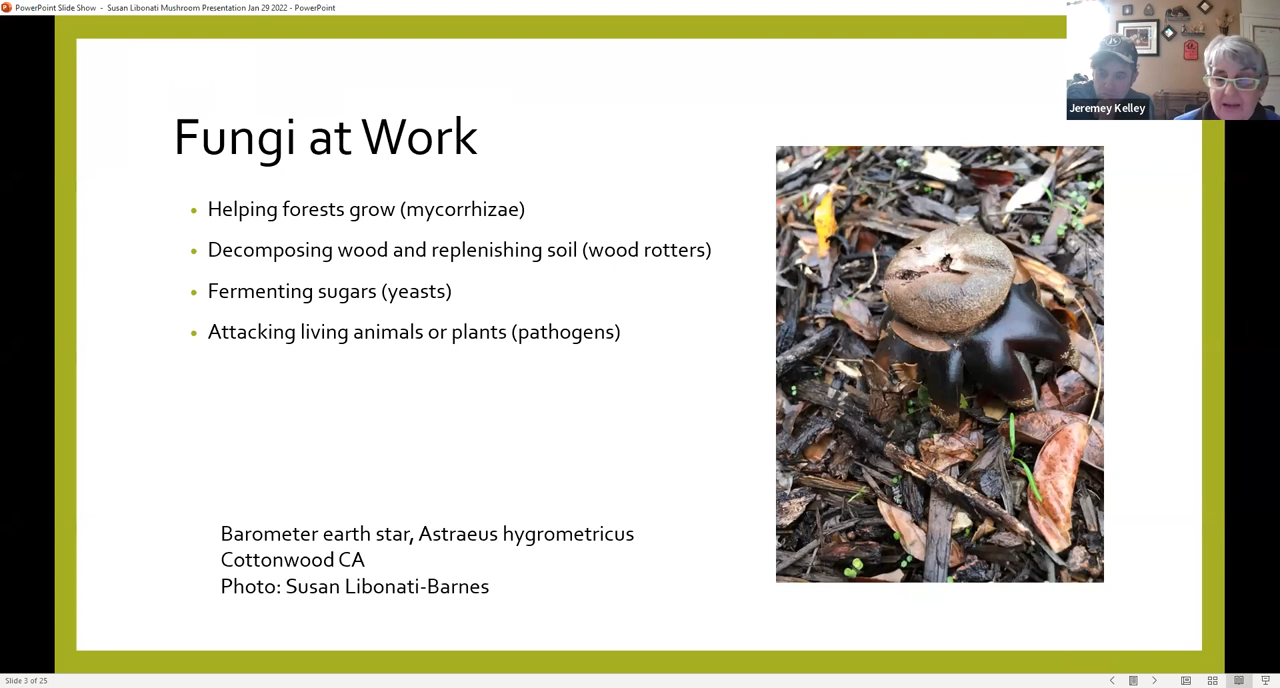 PowerPoint Slide Show - Susan Libonati Mushroom Presentation Jan 29 2022 - PowerPoint
Jeremey Kelley
Fungi at Work
• Helping forests grow (mycorrhizae)
• Decomposing wood and replenishing soil (wood rotters)
• Fermenting sugars (yeasts)
• Attacking living animals or plants (pathogens)
Barometer earth star, Astraeus hygrometricus
Cottonwood CA
Photo: Susan Libonati-Barnes
Slide 3 of 25